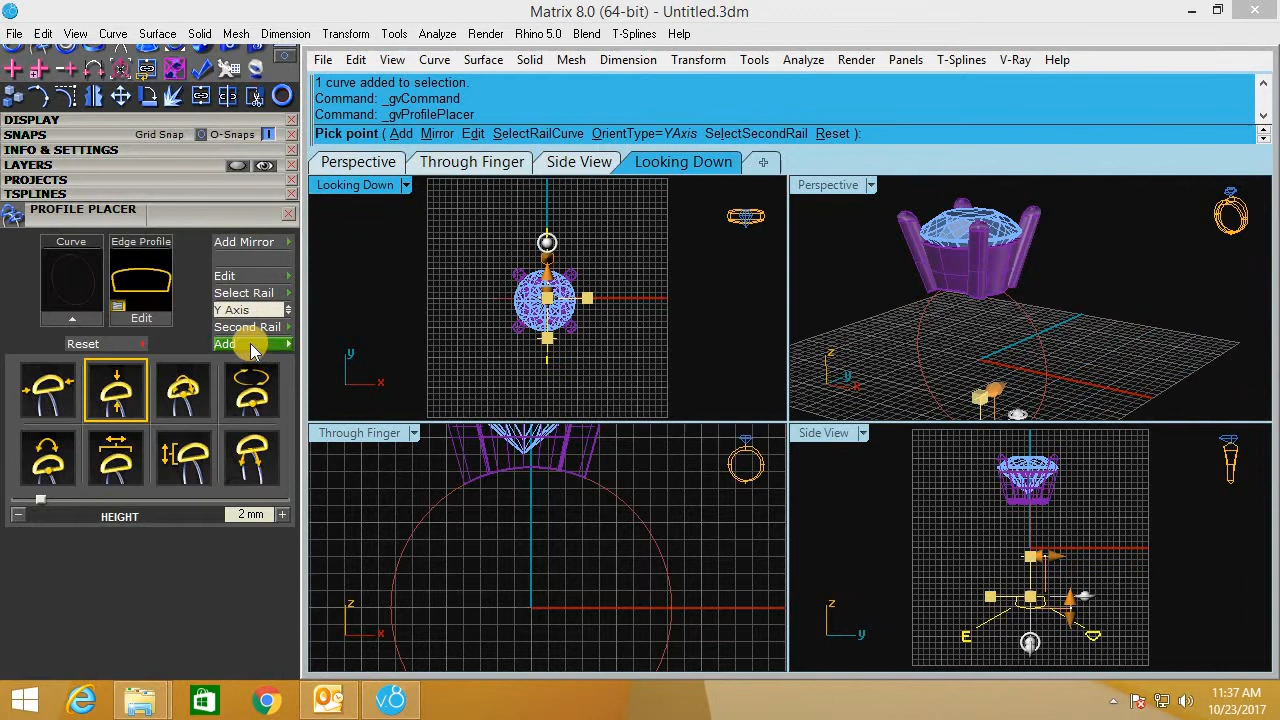 Matrix 8.0 (64-bit) - Untitled.3dm
File Edit View Curve Surface Solid Mesh Dimension Transform Tools Analyze Render Rhino 5.0 Blend T-Splines Help
File Edit View Curve Surface Solid Mesh Dimension Transform Tools Analyze Render Panels T-Splines V-Ray Help
1 curve added to selection.
Command: _gvCommand
Command: _gvProfilePlacer
Pick point ( Add Mirror Edit SelectRailCurve OrientType=YAxis SelectSecondRail Reset ):
DISPLAY
SNAPS Grid Snap O-Snaps
INFO & SETTINGS
LAYERS
PROJECTS
TSPLINES
PROFILE PLACER
Curve
Edge Profile
Edit
Add Mirror
Edit
Select Rail
Y Axis
Second Rail
Add
Reset
HEIGHT
2 mm
Perspective Through Finger Side View Looking Down
Looking Down
y
x
Perspective
z
y
x
Through Finger
z
x
Side View
z
y
E
D
v8
11:37 AM
10/23/2017